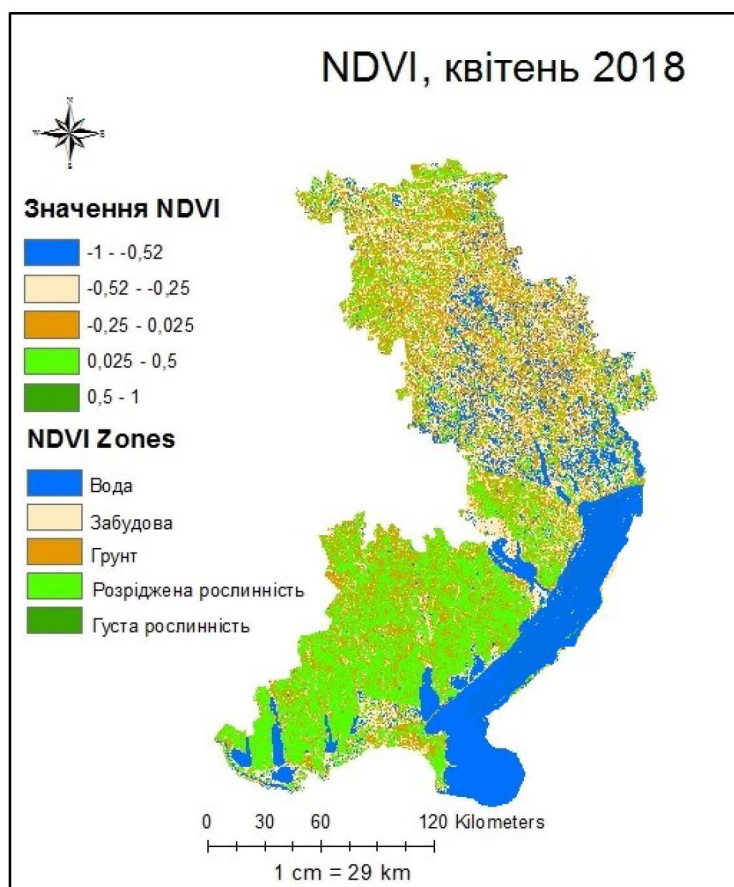 NDVI, квітень 2018
N
W E
S
Значення NDVI
-1 - -0,52
-0,52 - -0,25
-0,25 - 0,025
0,025 - 0,5
0,5 - 1
NDVI Zones
Вода
Забудова
Грунт
Розріджена рослинність
Густа рослинність
0 30 60 120 Kilometers
1 cm = 29 km